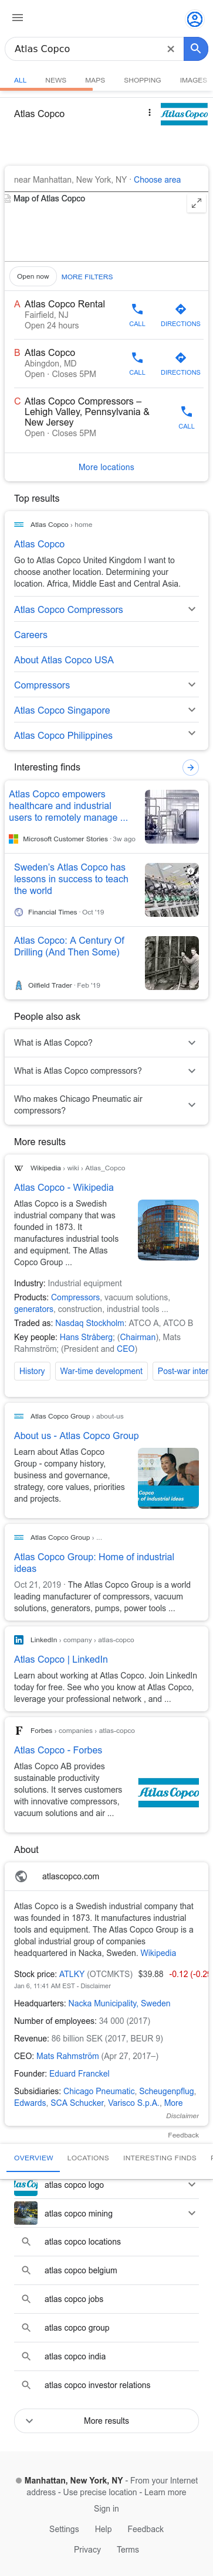 Atlas Copco
ALL NEWS MAPS SHOPPING IMAGES
Atlas Copco
Atlas Copco
near Manhattan, New York, NY · Choose area
Map of Atlas Copco
Open now MORE FILTERS
A Atlas Copco Rental
Fairfield, NJ
Open 24 hours
CALL DIRECTIONS
B Atlas Copco
Abingdon, MD
Open · Closes 5PM
CALL DIRECTIONS
C Atlas Copco Compressors –
Lehigh Valley, Pennsylvania &
New Jersey
Open · Closes 5PM
CALL
More locations
Top results
Atlas Copco › home
Atlas Copco
Go to Atlas Copco United Kingdom I want to
choose another location. Determining your
location. Africa, Middle East and Central Asia.
Atlas Copco Compressors
Careers
About Atlas Copco USA
Compressors
Atlas Copco Singapore
Atlas Copco Philippines
Interesting finds
Atlas Copco empowers
healthcare and industrial
users to remotely manage ...
Microsoft Customer Stories · 3w ago
Sweden's Atlas Copco has
lessons in success to teach
the world
Financial Times · Oct '19
Atlas Copco: A Century Of
Drilling (And Then Some)
Oilfield Trader · Feb '19
People also ask
What is Atlas Copco?
What is Atlas Copco compressors?
Who makes Chicago Pneumatic air
compressors?
More results
W Wikipedia › wiki › Atlas_Copco
Atlas Copco - Wikipedia
Atlas Copco is a Swedish
industrial company that was
founded in 1873. It
manufactures industrial tools
and equipment. The Atlas
Copco Group ...
Industry: Industrial equipment
Products: Compressors, vacuum solutions,
generators, construction, industrial tools ...
Traded as: Nasdaq Stockholm: ATCO A, ATCO B
Key people: Hans Stråberg; (Chairman), Mats
Rahmström; (President and CEO)
History War-time development Post-war inter
Atlas Copco Group › about-us
About us - Atlas Copco Group
Learn about Atlas Copco
Group - company history,
business and governance,
strategy, core values, priorities
and projects.
Atlas Copco Group › ...
Atlas Copco Group: Home of industrial
ideas
Oct 21, 2019 · The Atlas Copco Group is a world
leading manufacturer of compressors, vacuum
solutions, generators, pumps, power tools ...
LinkedIn › company › atlas-copco
Atlas Copco | LinkedIn
Learn about working at Atlas Copco. Join LinkedIn
today for free. See who you know at Atlas Copco,
leverage your professional network , and ...
F Forbes › companies › atlas-copco
Atlas Copco - Forbes
Atlas Copco AB provides
sustainable productivity
solutions. It serves customers
with innovative compressors,
vacuum solutions and air ...
Atlas Copco
About
atlascopco.com
Atlas Copco is a Swedish industrial company that
was founded in 1873. It manufactures industrial
tools and equipment. The Atlas Copco Group is a
global industrial group of companies
headquartered in Nacka, Sweden. Wikipedia
Stock price: ATLKY (OTCMKTS) $39.88 -0.12 (-0.29
Jan 6, 11:41 AM EST - Disclaimer
Headquarters: Nacka Municipality, Sweden
Number of employees: 34 000 (2017)
Revenue: 86 billion SEK (2017, BEUR 9)
CEO: Mats Rahmström (Apr 27, 2017–)
Founder: Eduard Franckel
Subsidiaries: Chicago Pneumatic, Scheugenpflug,
Edwards, SCA Schucker, Varisco S.p.A., More
Disclaimer
Feedback
OVERVIEW LOCATIONS INTERESTING FINDS
atlas copco logo
atlas copco mining
atlas copco locations
atlas copco belgium
atlas copco jobs
atlas copco group
atlas copco india
atlas copco investor relations
More results
Manhattan, New York, NY - From your Internet
address - Use precise location - Learn more
Sign in
Settings Help Feedback
Privacy Terms